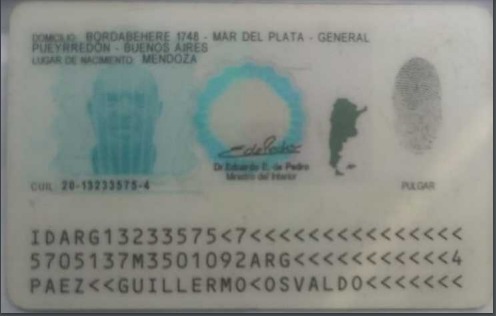 DOMICILIO: BORDABEHERE 1748 - MAR DEL PLATA - GENERAL
PUEYRREDÓN - BUENOS AIRES
LUGAR DE NACIMIENTO: MENDOZA
Dr. Eduardo E. de Pedro
Ministro del Interior
CUIL: 20-13233575-4
PULGAR
IDARG13233575<7<<<<<<<<<<<<<<<
5705137M3501092ARG<<<<<<<<<<<4
PAEZ<<GUILLERMO<OSVALDO<<<<<<<